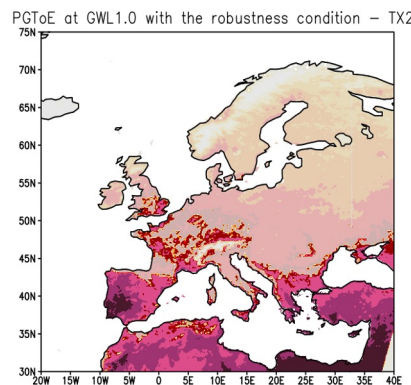 PGToE at GWL1.0 with the robustness condition – TX2
75N
70N
65N
60N
55N
50N
45N
40N
35N
30N
20W 15W 10W 5W 0 5E 10E 15E 20E 25E 30E 35E 40E